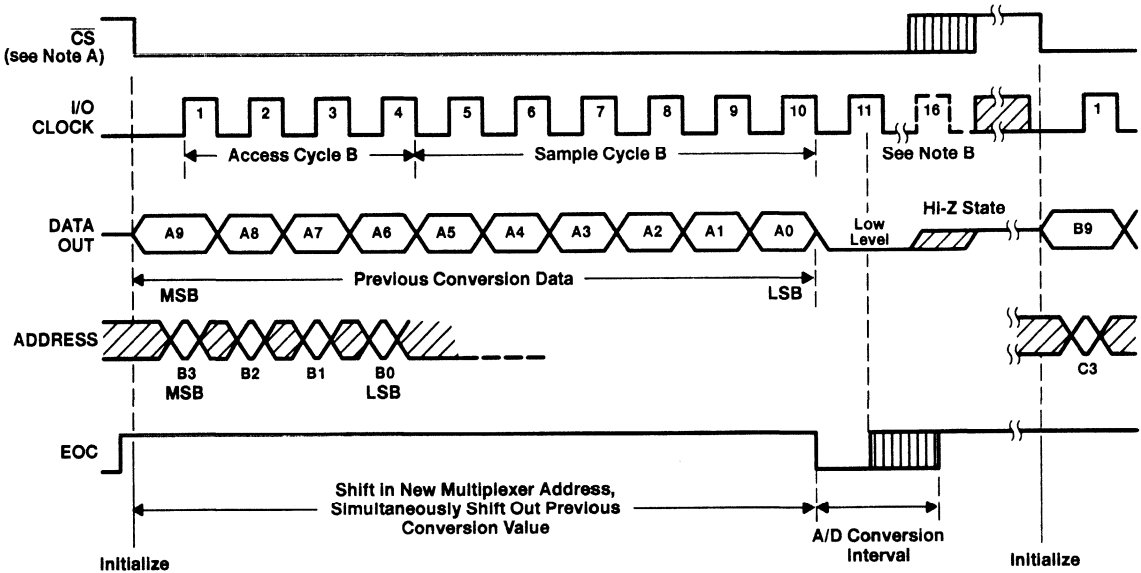 CS
(see Note A)
I/O
CLOCK
1 2 3 4 5 6 7 8 9 10 11 16 1
Access Cycle B
Sample Cycle B
See Note B
DATA
OUT
A9 A8 A7 A6 A5 A4 A3 A2 A1 A0
Low
Level
Hi-Z State
B9
Previous Conversion Data
MSB
LSB
ADDRESS
B3 B2 B1 B0
MSB LSB
C3
EOC
Shift in New Multiplexer Address,
Simultaneously Shift Out Previous
Conversion Value
A/D Conversion
Interval
Initialize
Initialize